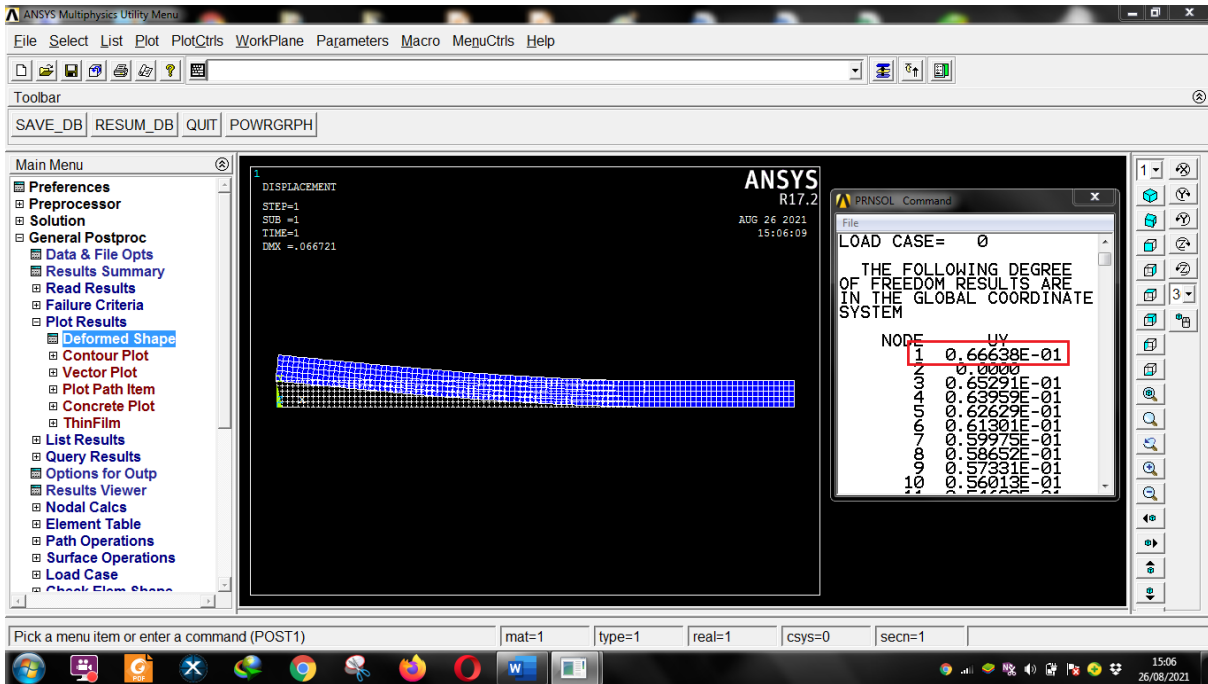 ANSYS Multiphysics Utility Menu
File Select List Plot PlotCtrls WorkPlane Parameters Macro MenuCtrls Help
Toolbar
SAVE_DB RESUM_DB QUIT POWRGRPH
Main Menu
Preferences
Preprocessor
Solution
General Postproc
Data & File Opts
Results Summary
Read Results
Failure Criteria
Plot Results
Deformed Shape
Contour Plot
Vector Plot
Plot Path Item
Concrete Plot
ThinFilm
List Results
Query Results
Options for Outp
Results Viewer
Nodal Calcs
Element Table
Path Operations
Surface Operations
Load Case
Check Elem Shape
1
DISPLACEMENT
STEP=1
SUB =1
TIME=1
DMX =.066721
ANSYS
R17.2
AUG 26 2021
15:06:09
X
PRNSOL Command
File
LOAD CASE= 0
THE FOLLOWING DEGREE
OF FREEDOM RESULTS ARE
IN THE GLOBAL COORDINATE
SYSTEM
NODE UY
1 0.66638E-01
2 0.0000
3 0.65291E-01
4 0.63959E-01
5 0.62629E-01
6 0.61301E-01
7 0.59975E-01
8 0.58652E-01
9 0.57331E-01
10 0.56013E-01
1
3
Pick a menu item or enter a command (POST1) mat=1 type=1 real=1 csys=0 secn=1
15:06
26/08/2021